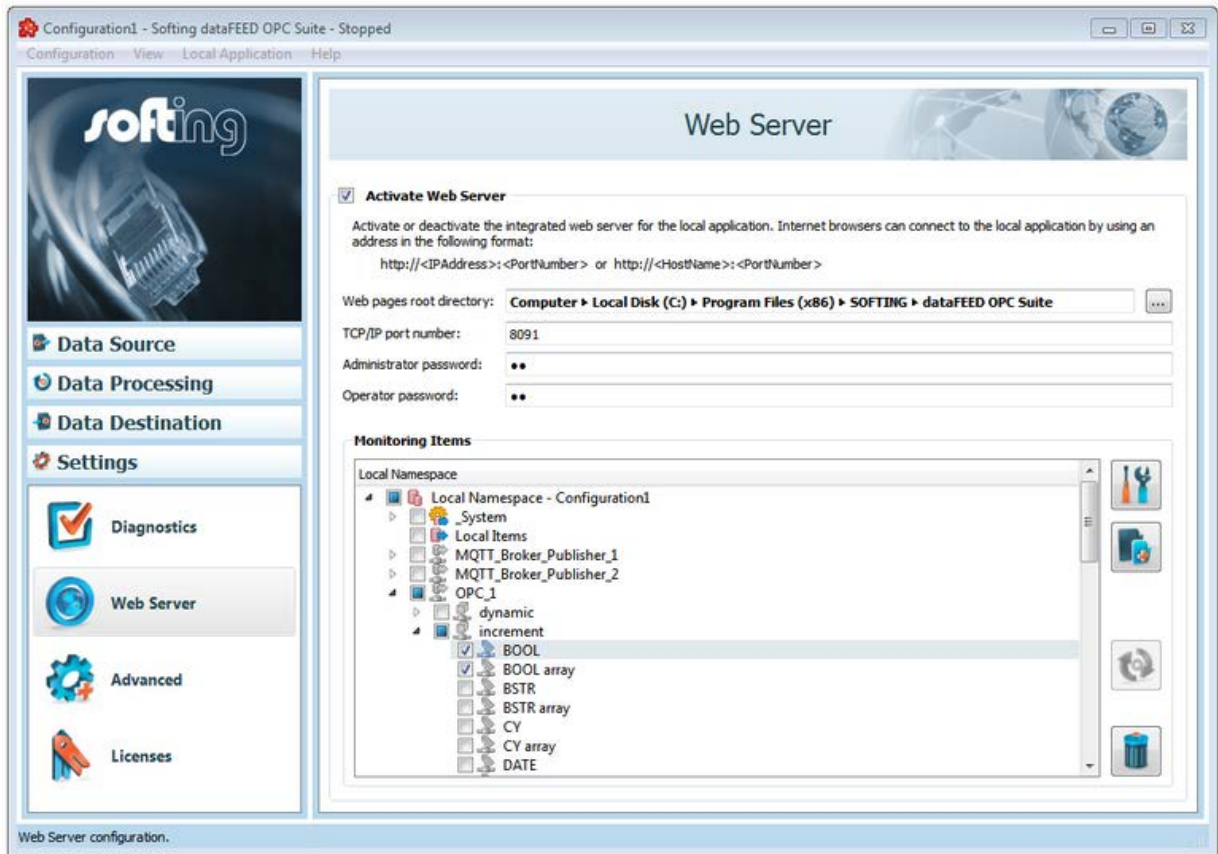 Configuration1 - Softing dataFEED OPC Suite - Stopped
Configuration View Local Application Help
softing
Web Server
Activate Web Server
Activate or deactivate the integrated web server for the local application. Internet browsers can connect to the local application by using an
address in the following format:
http://<IPAddress>:<PortNumber> or http://<HostName>:<PortNumber>
Web pages root directory: Computer ▸ Local Disk (C:) ▸ Program Files (x86) ▸ SOFTING ▸ dataFEED OPC Suite ...
TCP/IP port number: 8091
Administrator password: ••
Operator password: ••
Data Source
Data Processing
Data Destination
Settings
Diagnostics
Web Server
Advanced
Licenses
Monitoring Items
Local Namespace
Local Namespace - Configuration1
_System
Local Items
MQTT_Broker_Publisher_1
MQTT_Broker_Publisher_2
OPC_1
dynamic
increment
BOOL
BOOL array
BSTR
BSTR array
CY
CY array
DATE
Web Server configuration.